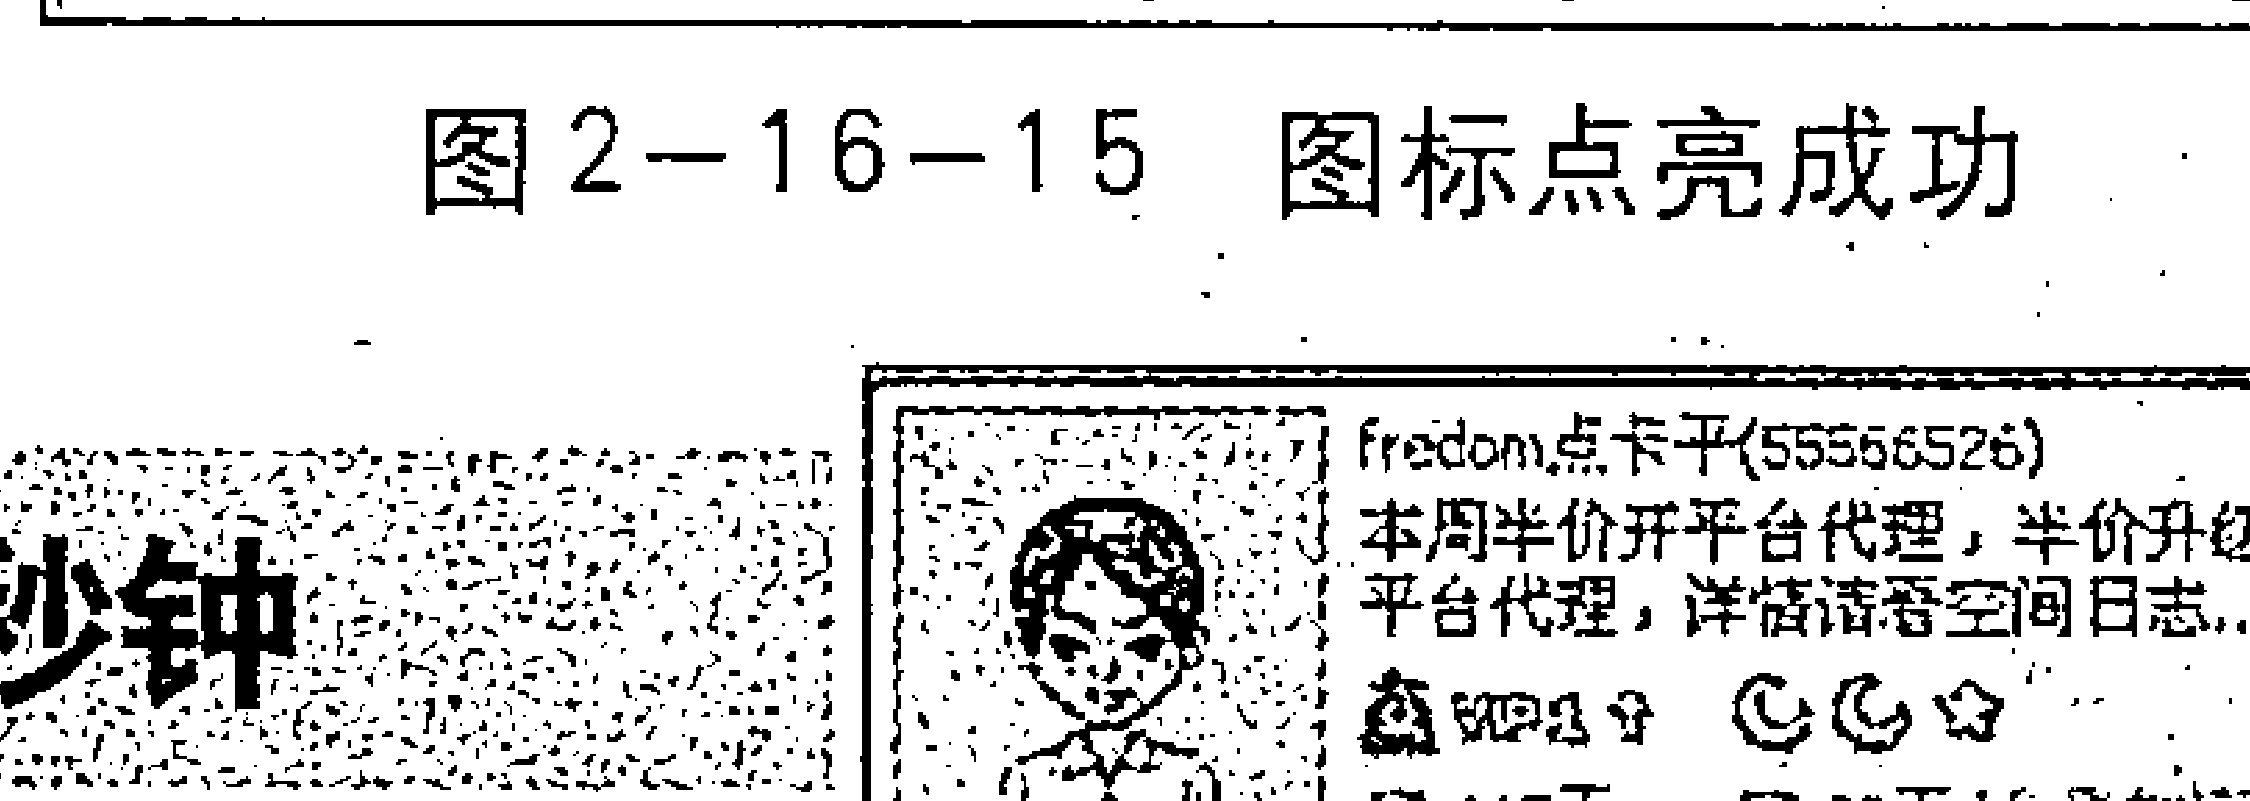 图2-16-15 图标点亮成功
秒钟
fredom点卡平(55566526)
本周半价开平台代理，半价升级
平台代理，详情请看空间日志..
VIP1